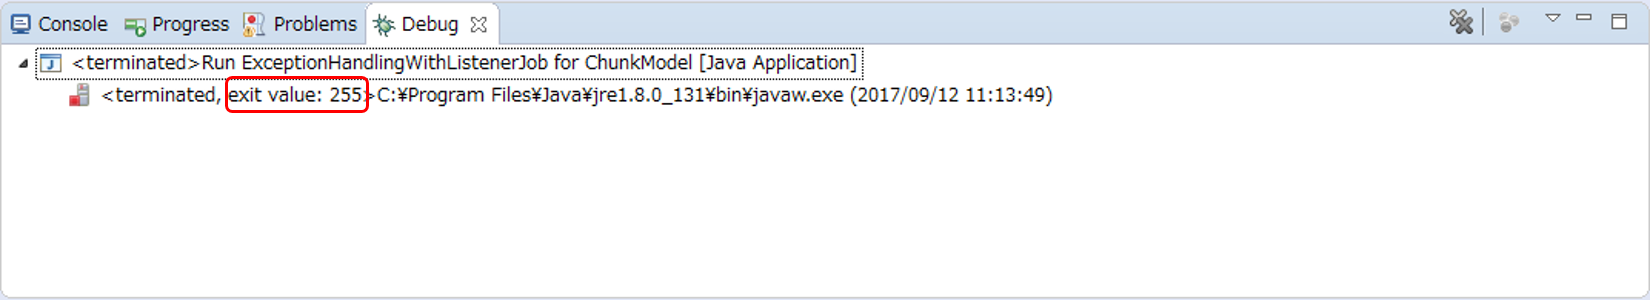 Console Progress Problems Debug
<terminated>Run ExceptionHandlingWithListenerJob for ChunkModel [Java Application]
<terminated, exit value: 255>C:¥Program Files¥Java¥jre1.8.0_131¥bin¥javaw.exe (2017/09/12 11:13:49)